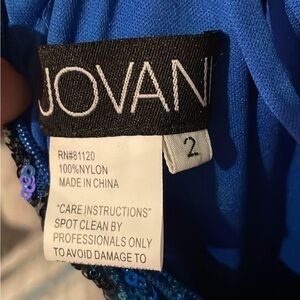 JOVANI
2
RN#81120
100%NYLON
MADE IN CHINA
"CARE INSTRUCTIONS"
SPOT CLEAN BY
PROFESSIONALS ONLY
TO AVOID DAMAGE TO